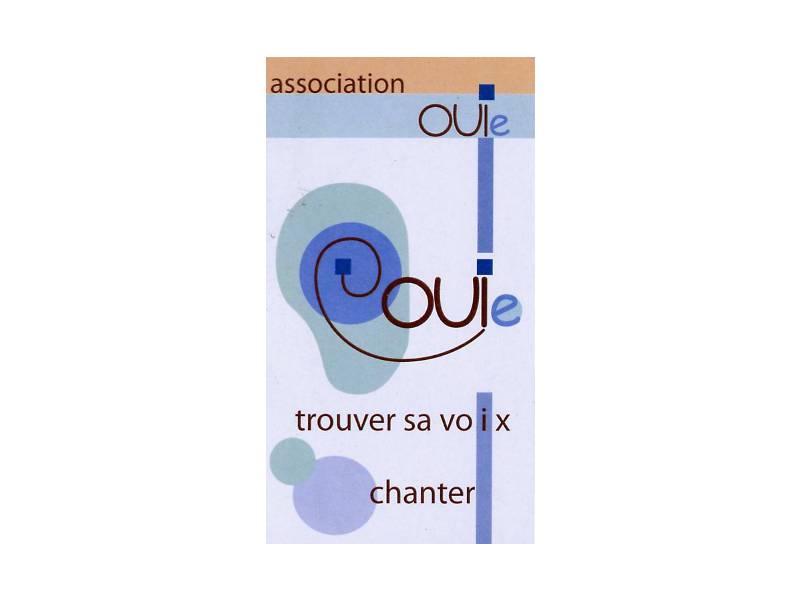 association
ouie
ouie
trouver sa voix
chanter